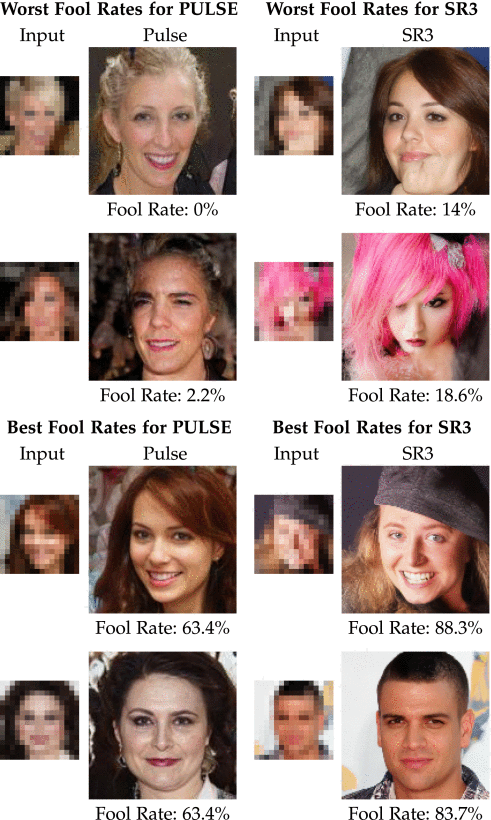 Worst Fool Rates for PULSE
Worst Fool Rates for SR3
Input
Pulse
Input
SR3
Fool Rate: 0%
Fool Rate: 14%
Fool Rate: 2.2%
Fool Rate: 18.6%
Best Fool Rates for PULSE
Best Fool Rates for SR3
Input
Pulse
Input
SR3
Fool Rate: 63.4%
Fool Rate: 88.3%
Fool Rate: 63.4%
Fool Rate: 83.7%